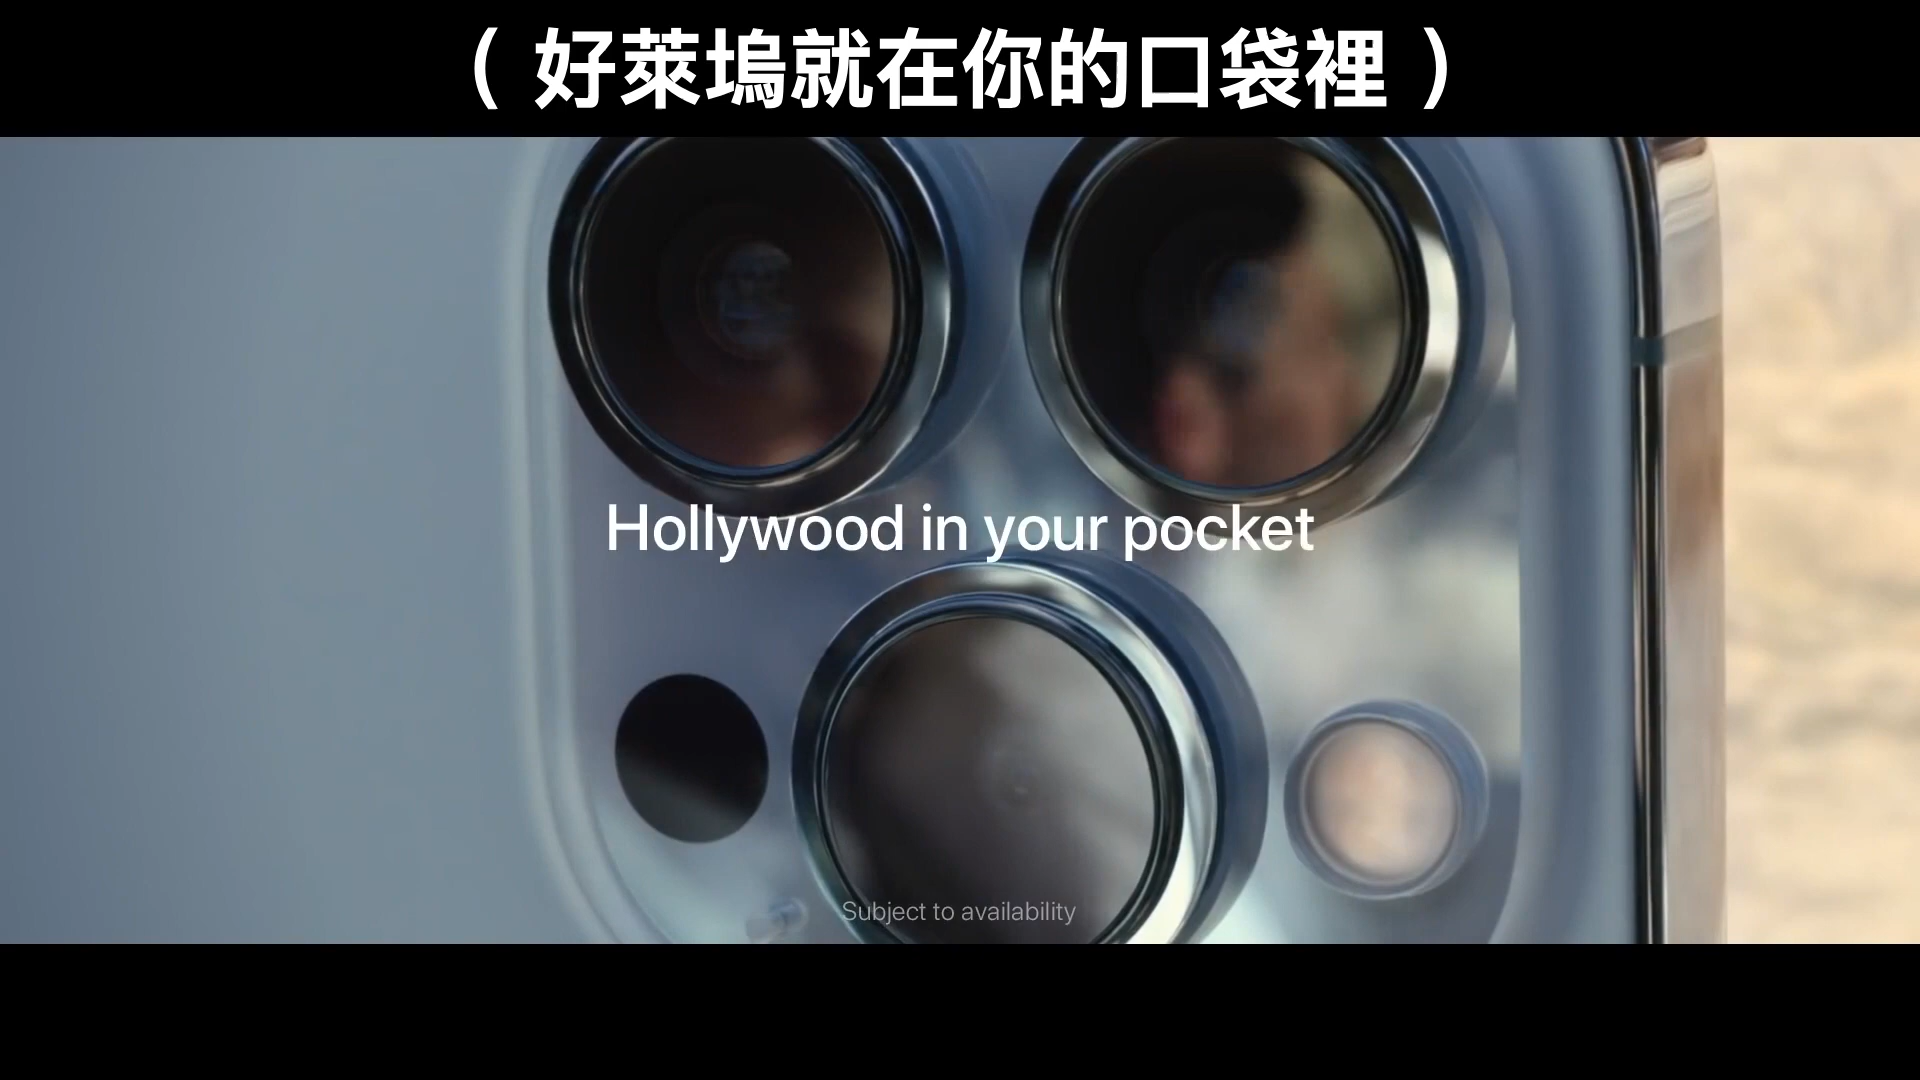 （好萊塢就在你的口袋裡）
Hollywood in your pocket
Subject to availability